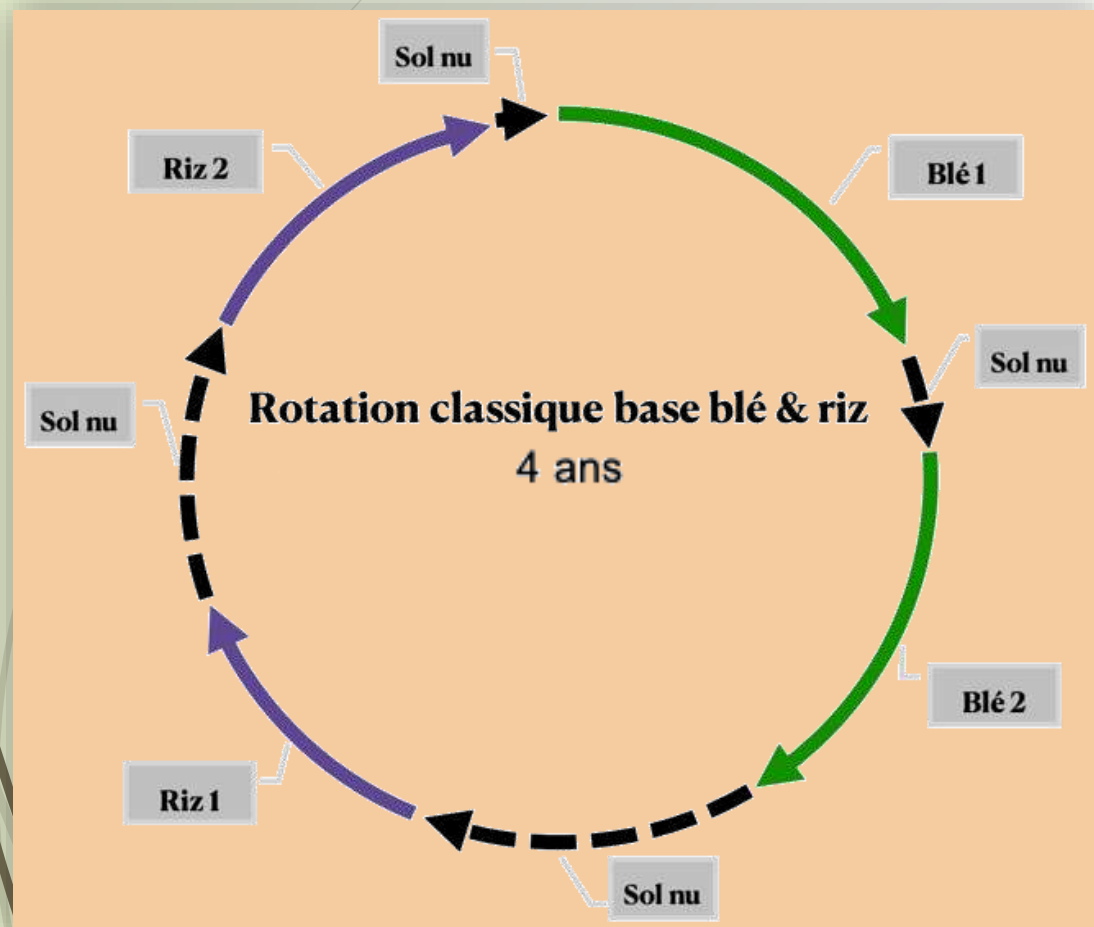 Sol nu
Riz 2
Blé 1
Sol nu
Sol nu
Rotation classique base blé & riz
4 ans
Blé 2
Riz 1
Sol nu